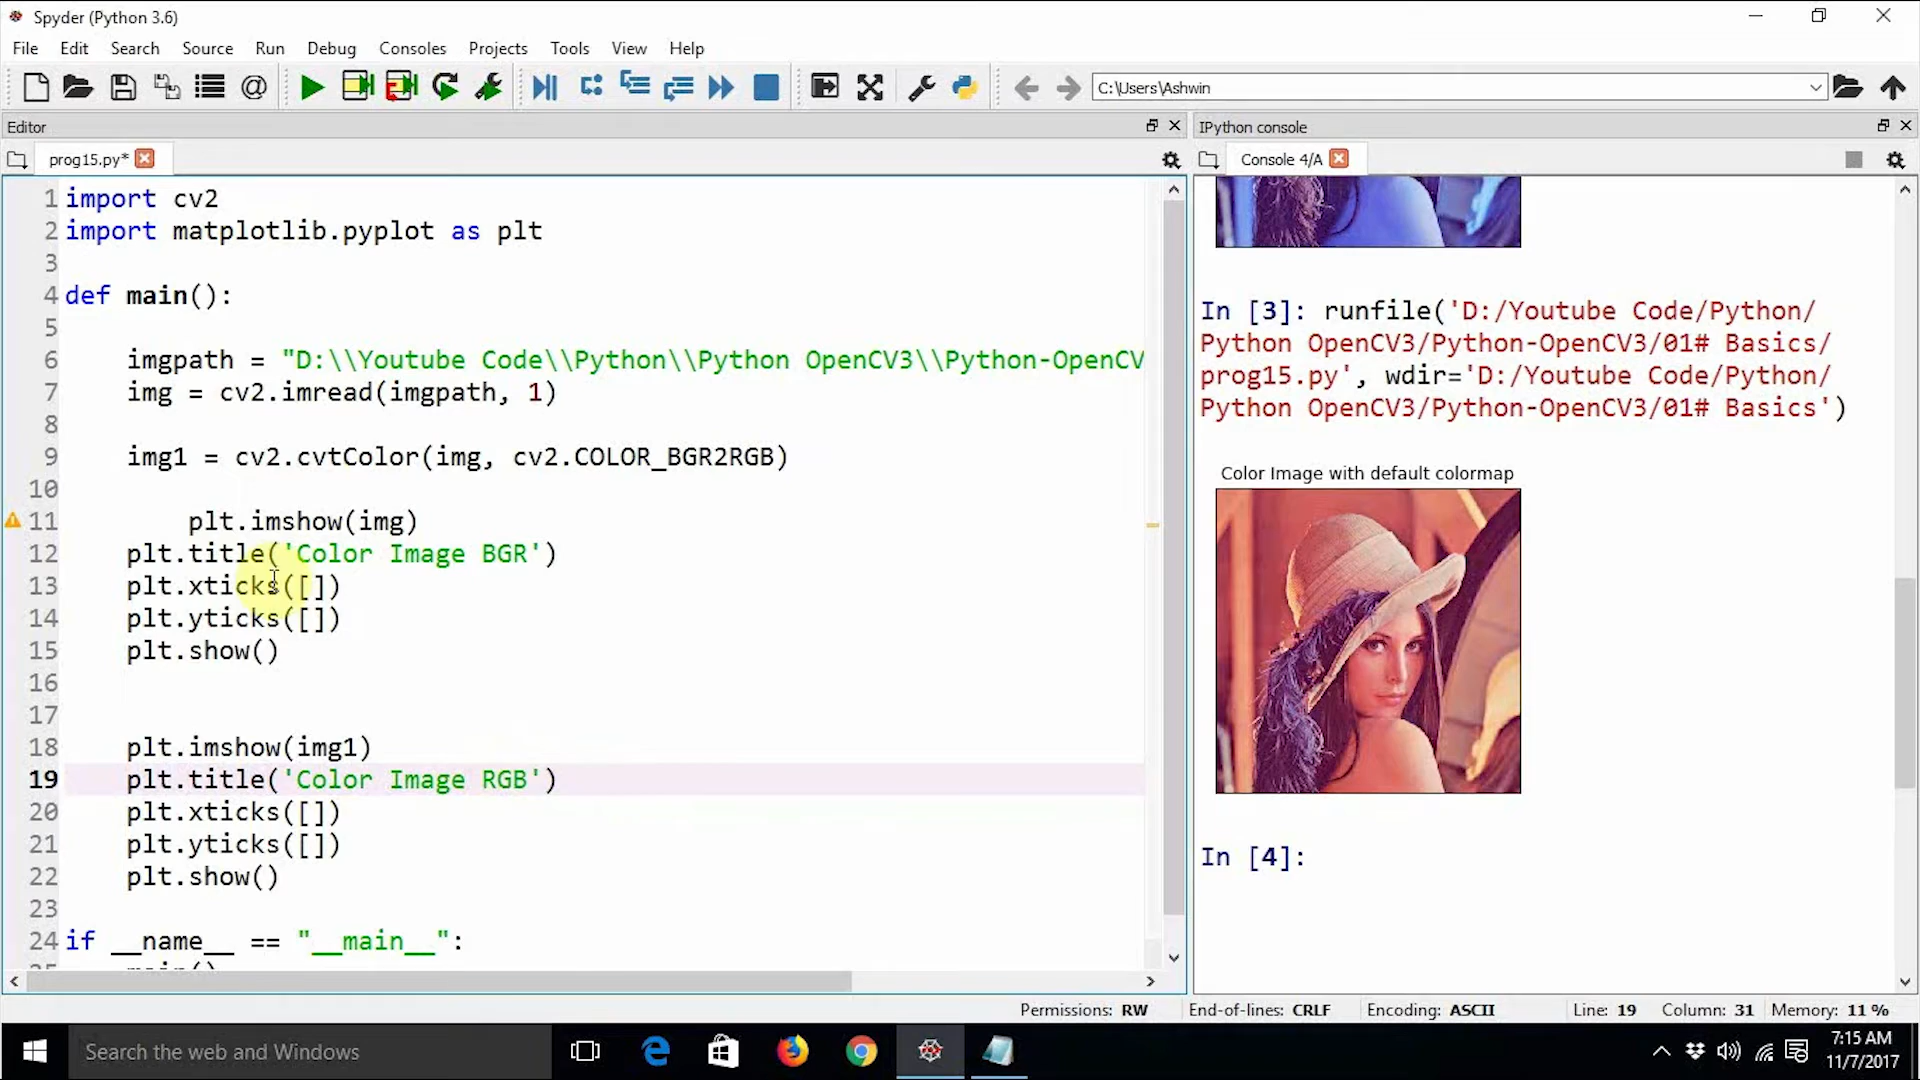 Spyder (Python 3.6)
File Edit Search Source Run Debug Consoles Projects Tools View Help
C:\Users\Ashwin
Editor
prog15.py*
1 import cv2
2 import matplotlib.pyplot as plt
3
4 def main():
5
6 imgpath = "D:\\Youtube Code\\Python\\Python OpenCV3\\Python-OpenCV
7 img = cv2.imread(imgpath, 1)
8
9 img1 = cv2.cvtColor(img, cv2.COLOR_BGR2RGB)
10
11 plt.imshow(img)
12 plt.title('Color Image BGR')
13 plt.xticks([])
14 plt.yticks([])
15 plt.show()
16
17
18 plt.imshow(img1)
19 plt.title('Color Image RGB')
20 plt.xticks([])
21 plt.yticks([])
22 plt.show()
23
24 if __name__ == "__main__":
IPython console
Console 4/A
In [3]: runfile('D:/Youtube Code/Python/
Python OpenCV3/Python-OpenCV3/01# Basics/
prog15.py', wdir='D:/Youtube Code/Python/
Python OpenCV3/Python-OpenCV3/01# Basics')
Color Image with default colormap
In [4]:
Permissions: RW End-of-lines: CRLF Encoding: ASCII Line: 19 Column: 31 Memory: 11 %
Search the web and Windows
7:15 AM
11/7/2017